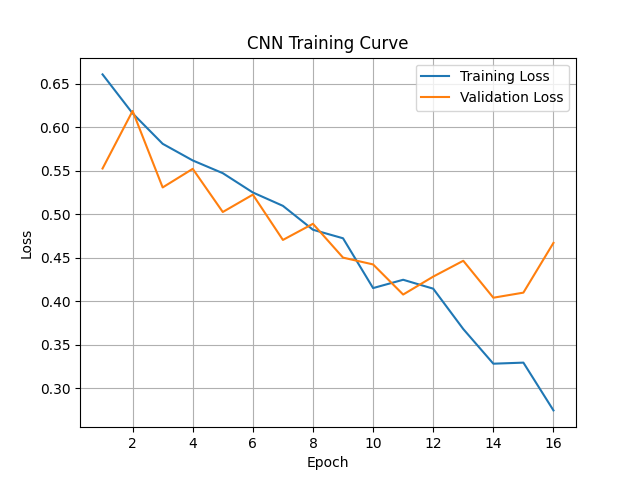 CNN Training Curve
Training Loss
Validation Loss
Loss
0.65
0.60
0.55
0.50
0.45
0.40
0.35
0.30
2 4 6 8 10 12 14 16
Epoch